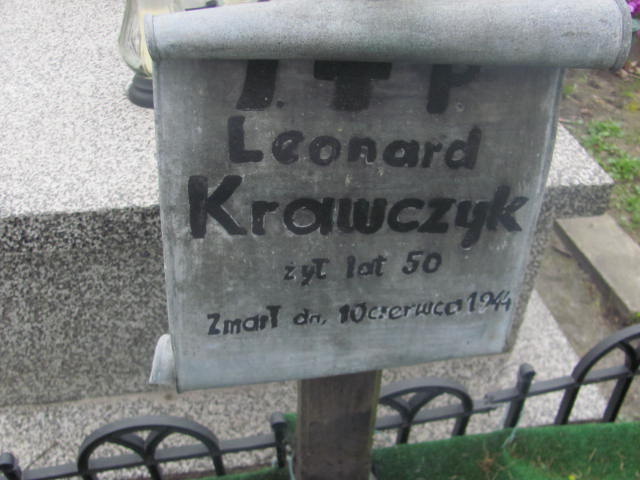 Ś. † P
Leonard
Krawczyk
żył lat 50
Zmarł dn. 10 czerwca 1944